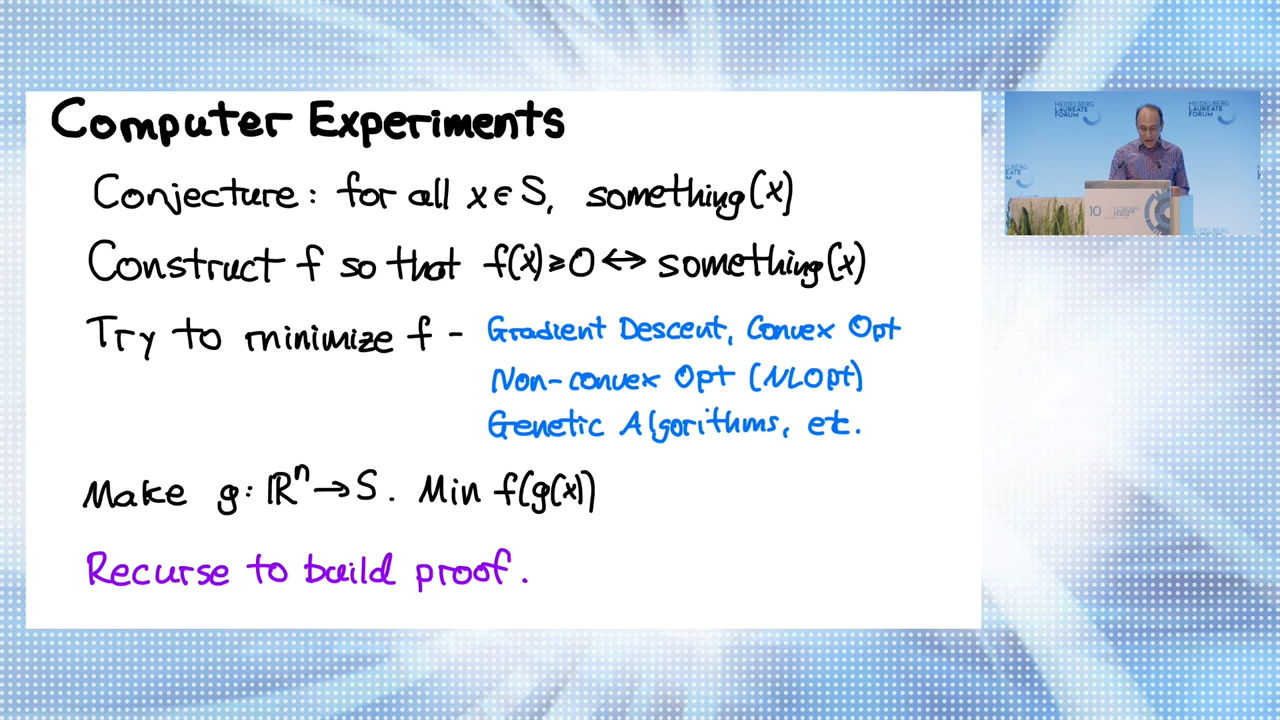 Computer Experiments
Conjecture: for all x ∈ S, something(x)
Construct f so that f(x) ≥ 0 ↔ something(x)
Try to minimize f - Gradient Descent, Convex Opt
Non-convex Opt (NLOpt)
Genetic Algorithms, etc.
Make g: ℝⁿ → S. Min f(g(x))
Recurse to build proof.
HEIDELBERG
LAUREATE
FORUM
HEIDELBERG
LAUREATE
FORUM
10